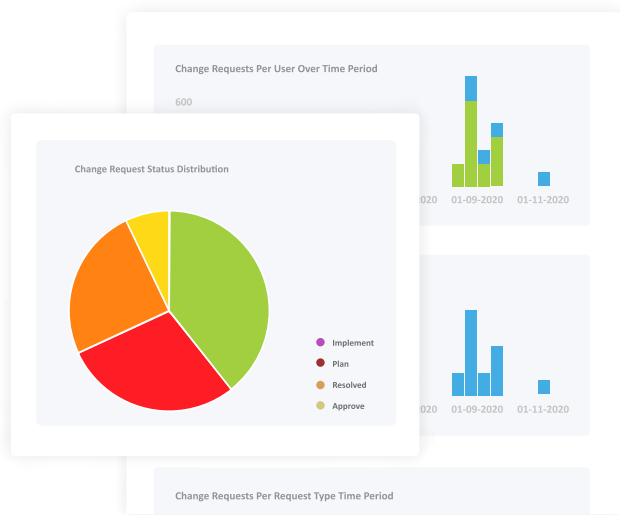 Change Requests Per User Over Time Period
600
020 01-09-2020 01-11-2020
Change Request Status Distribution
Implement
Plan
Resolved
Approve
020 01-09-2020 01-11-2020
Change Requests Per Request Type Time Period